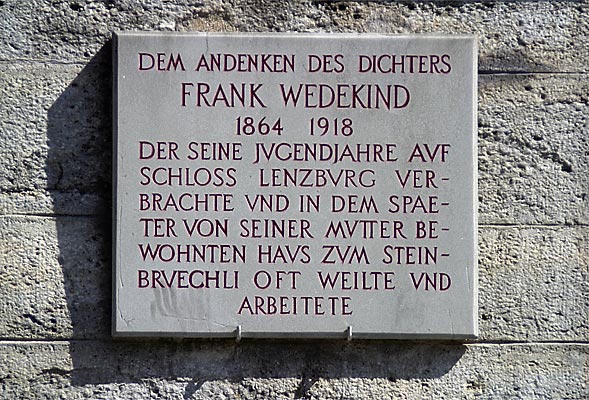 DEM ANDENKEN DES DICHTERS
FRANK WEDEKIND
1864 1918
DER SEINE JVGENDJAHRE AVF
SCHLOSS LENZBVRG VER-
BRACHTE VND IN DEM SPAE-
TER VON SEINER MVTTER BE-
WOHNTEN HAVS ZVM STEIN-
BRVECHLI OFT WEILTE VND
ARBEITETE